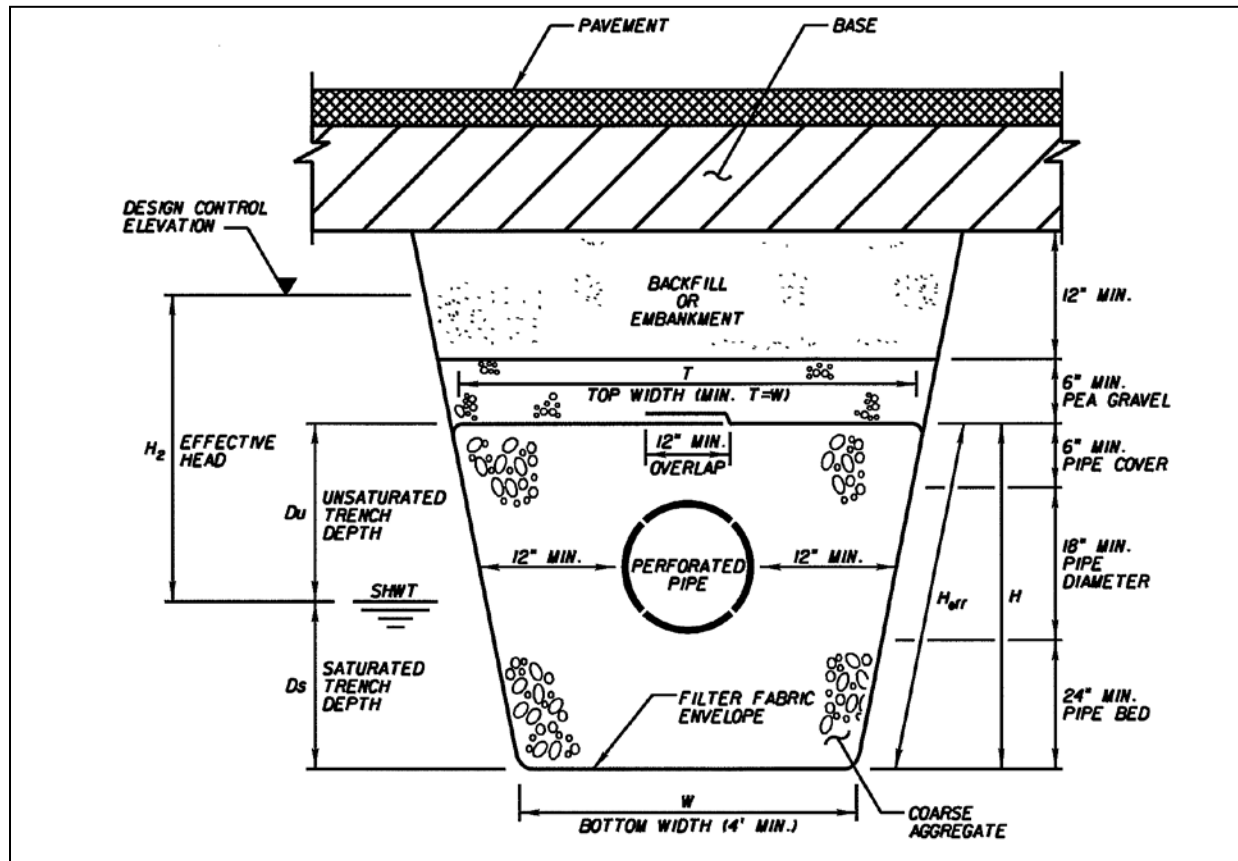 PAVEMENT
BASE
DESIGN CONTROL
ELEVATION
BACKFILL
OR
EMBANKMENT
12" MIN.
T
TOP WIDTH (MIN. T=W)
6" MIN.
PEA GRAVEL
H2
EFFECTIVE
HEAD
12" MIN.
OVERLAP
6" MIN.
PIPE COVER
Du
UNSATURATED
TRENCH
DEPTH
12" MIN.
PERFORATED
PIPE
12" MIN.
18" MIN.
PIPE
DIAMETER
SHWT
Heff
H
Ds
SATURATED
TRENCH
DEPTH
FILTER FABRIC
ENVELOPE
24" MIN.
PIPE BED
W
BOTTOM WIDTH (4' MIN.)
COARSE
AGGREGATE